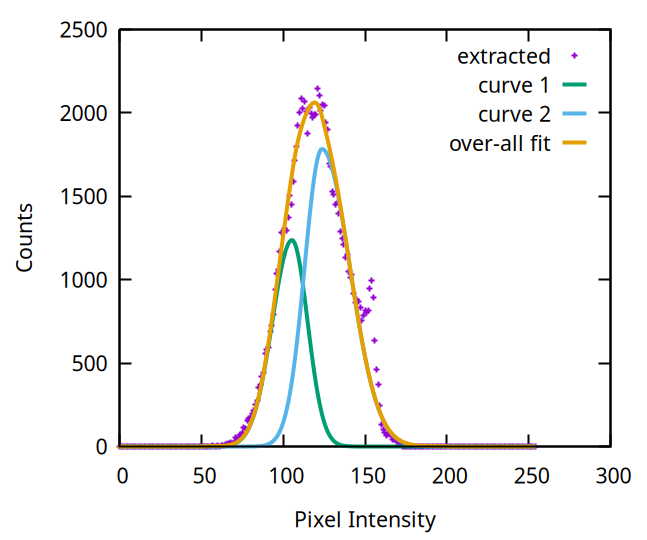 2500
2000
1500
1000
500
0
Counts
extracted
curve 1
curve 2
over-all fit
0 50 100 150 200 250 300
Pixel Intensity